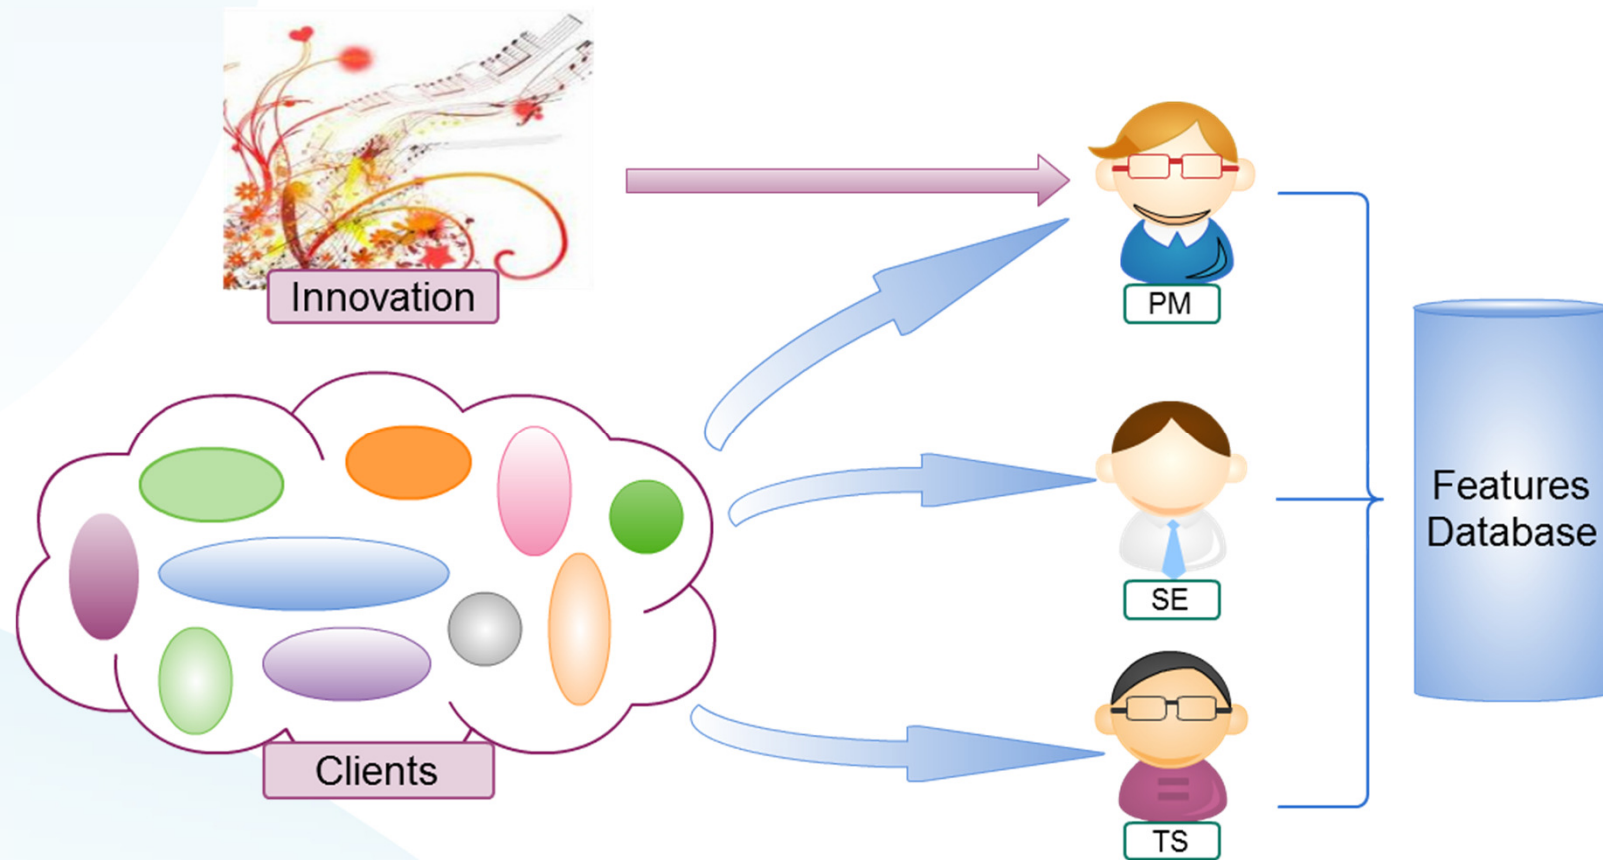 Innovation
PM
Clients
SE
TS
Features
Database